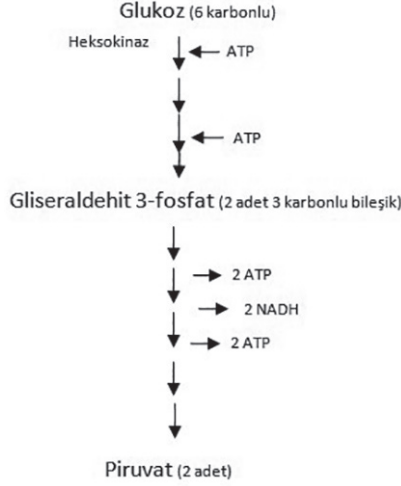 Glukoz (6 karbonlu)
Heksokinaz
ATP
ATP
Gliseraldehit 3-fosfat (2 adet 3 karbonlu bileşik)
2 ATP
2 NADH
2 ATP
Piruvat (2 adet)